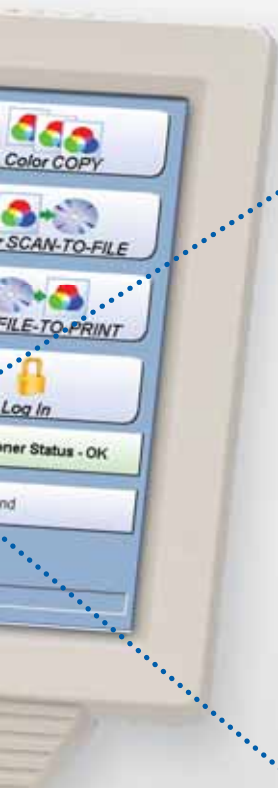 Color COPY
SCAN-TO-FILE
FILE-TO-PRINT
Log In
ner Status - OK
nd